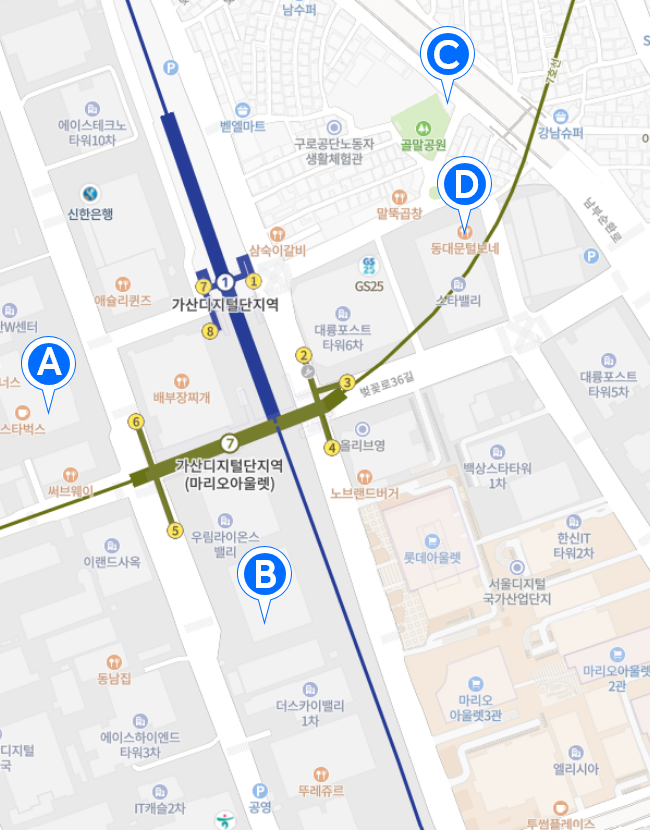 남수퍼
C
P
7호선
에이스테크노
타워10차
벧엘마트
구로공단노동자
생활체험관
골말공원
강남슈퍼
신한은행
말뚝곱창
D
동대문털보네
남부순환로
삼숙이갈비
P
7
1
1
가산디지털단지역
애슐리퀸즈
GS25
GS25
스타밸리
8
대륭포스트
타워6차
W센터
A
너스
스타벅스
배부장찌개
2
3
벚꽃로36길
대륭포스트
타워5차
6
7
4
올리브영
가산디지털단지역
(마리오아울렛)
백상스타타워
1차
써브웨이
노브랜드버거
5
우림라이온스
밸리
이랜드사옥
롯데아울렛
한신IT
타워2차
B
서울디지털
국가산업단지
동남집
마리오아울렛
2관
더스카이밸리
1차
마리오
아울렛3관
에이스하이엔드
타워3차
디지털
국
엘리시아
뚜레쥬르
IT캐슬2차
P
공영
투썸플레이스